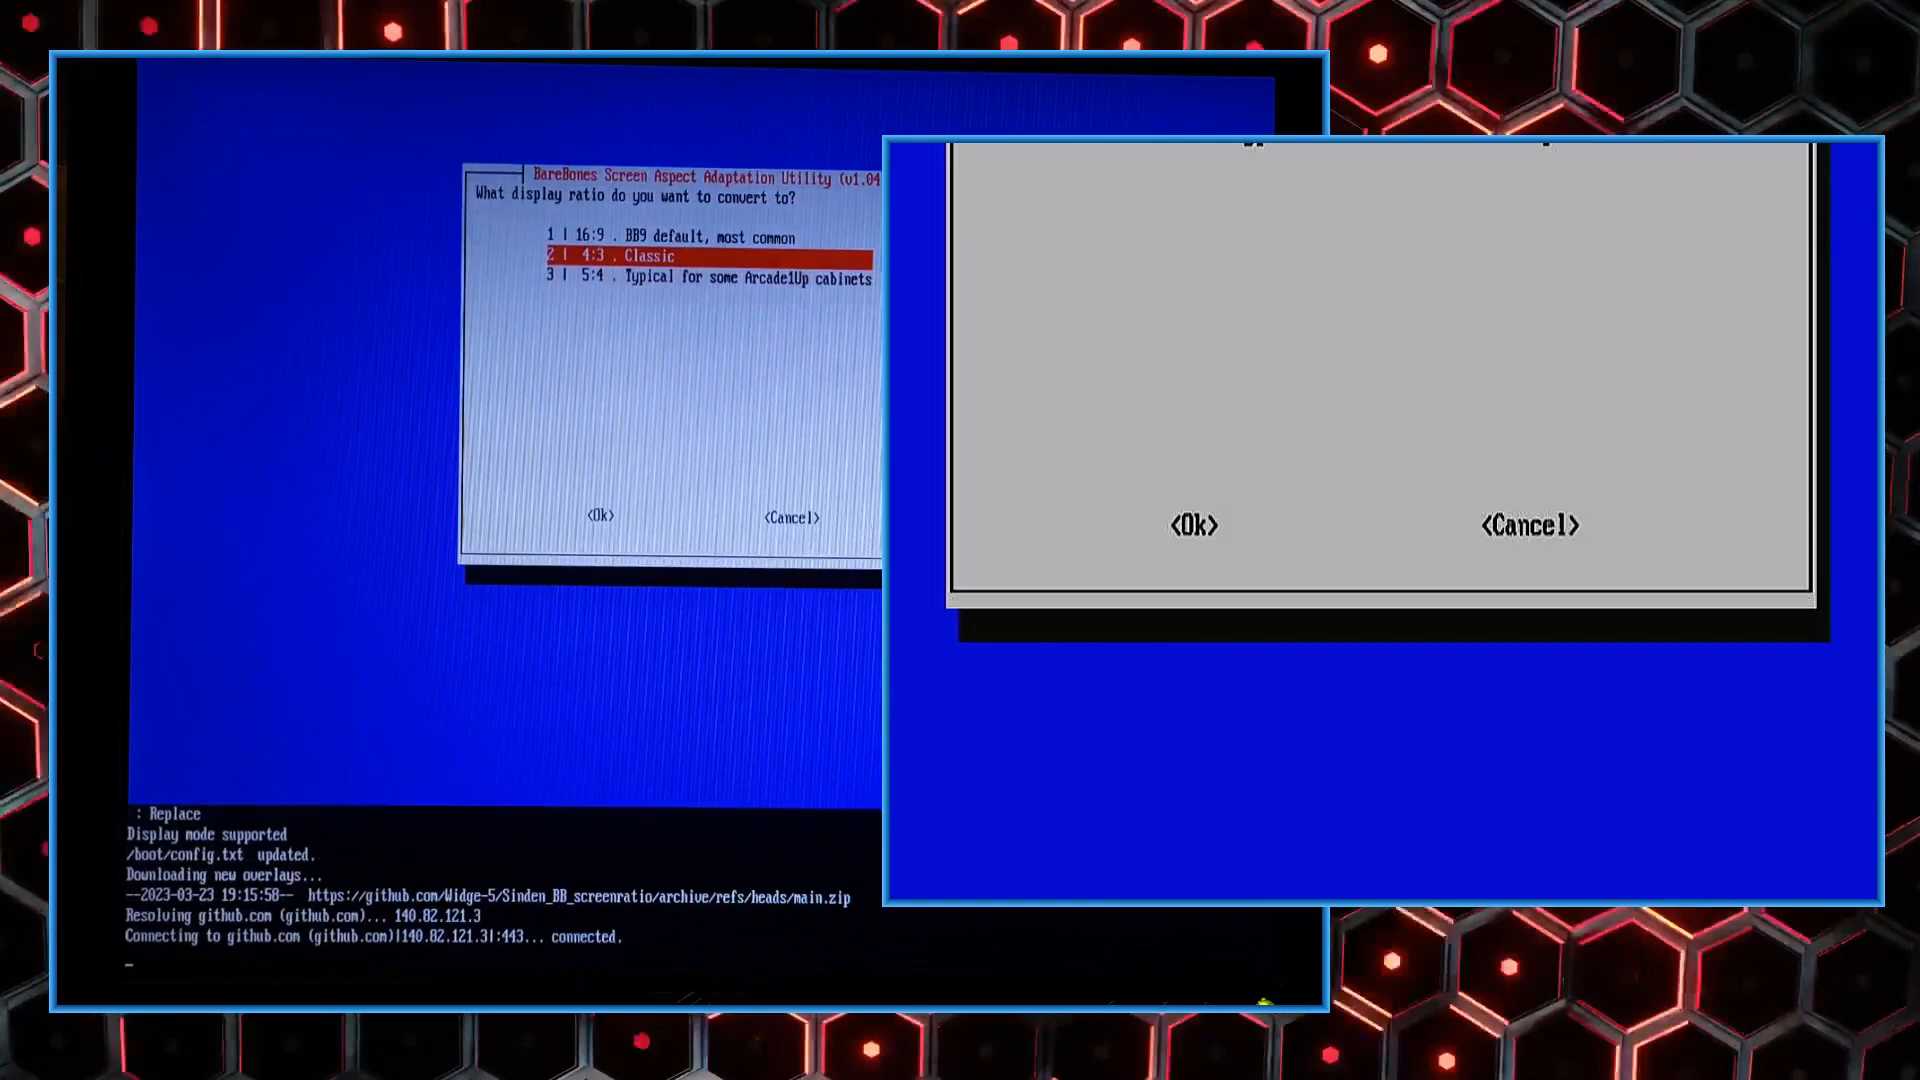 BareBones Screen Aspect Adaptation Utility (v1.04
What display ratio do you want to convert to?
1 | 16:9 . BB9 default, most common
2 | 4:3 . Classic
3 | 5:4 . Typical for some Arcade1Up cabinets
<Ok> <Cancel>
: Replace
Display mode supported
/boot/config.txt updated.
Downloading new overlays...
--2023-03-23 19:15:58-- https://github.com/Widge-5/Sinden_BB_screenratio/archive/refs/heads/main.zip
Resolving github.com (github.com)... 140.82.121.3
Connecting to github.com (github.com)|140.82.121.3|:443... connected.
_
<Ok> <Cancel>